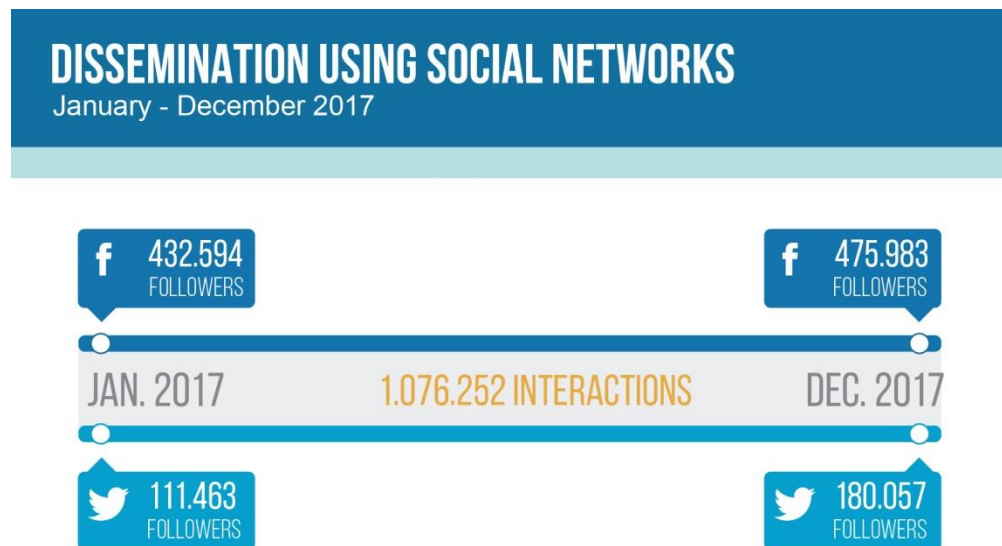 DISSEMINATION USING SOCIAL NETWORKS
January - December 2017
432.594
FOLLOWERS
475.983
FOLLOWERS
JAN. 2017
1.076.252 INTERACTIONS
DEC. 2017
111.463
FOLLOWERS
180.057
FOLLOWERS